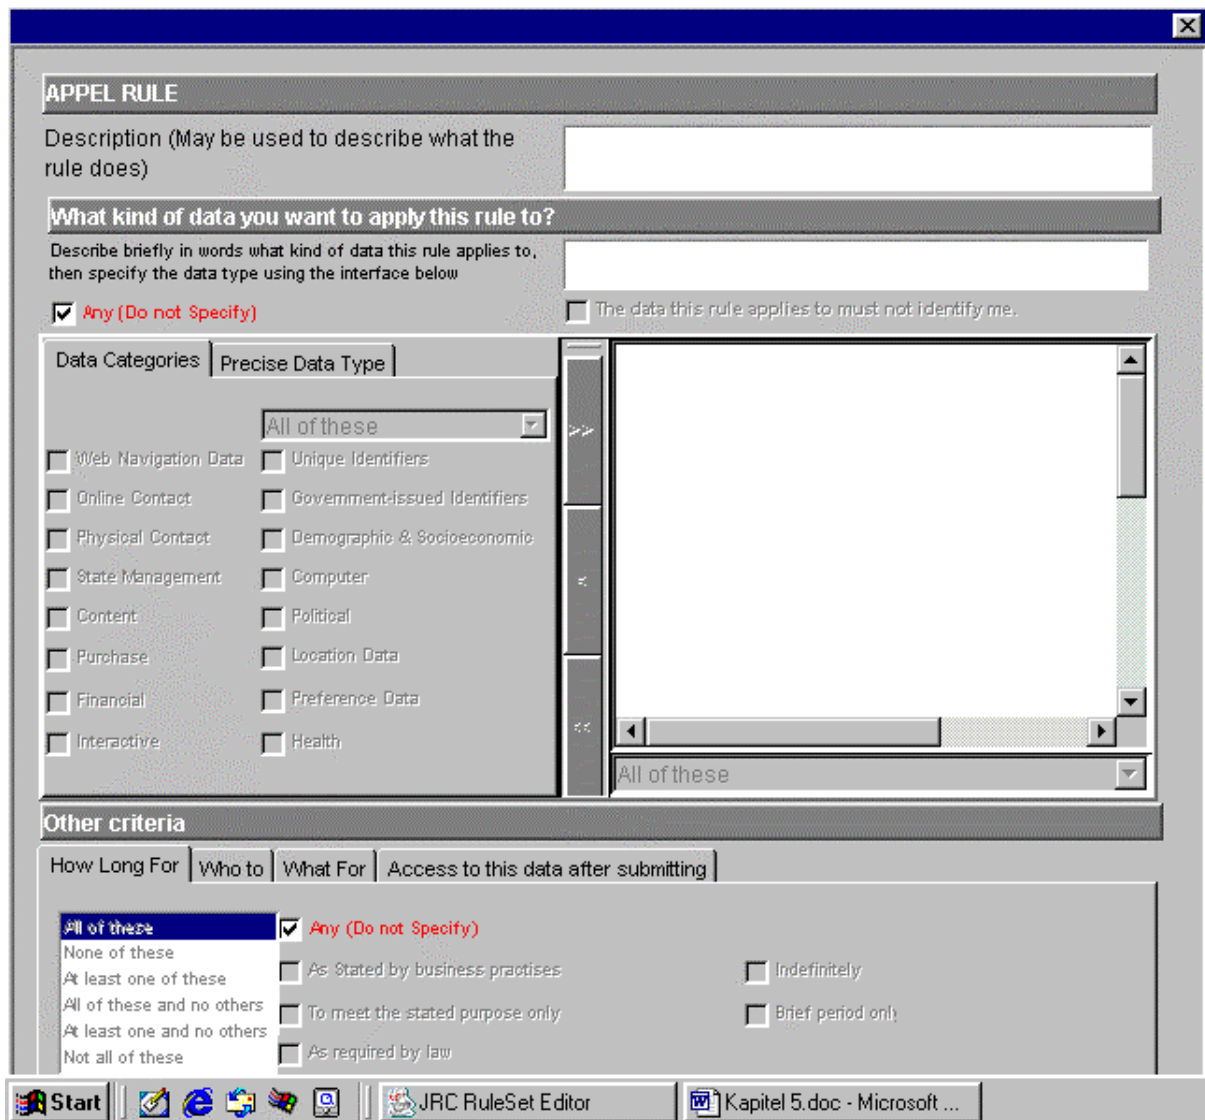 APPEL RULE
Description (May be used to describe what the
rule does)
What kind of data you want to apply this rule to?
Describe briefly in words what kind of data this rule applies to,
then specify the data type using the interface below
Any (Do not Specify)
The data this rule applies to must not identify me.
Data Categories
Precise Data Type
All of these
Web Navigation Data
Unique Identifiers
Online Contact
Government-issued Identifiers
Physical Contact
Demographic & Socioeconomic
State Management
Computer
Content
Political
Purchase
Location Data
Financial
Preference Data
Interactive
Health
>>
<
<<
All of these
Other criteria
How Long For
Who to
What For
Access to this data after submitting
All of these
None of these
At least one of these
All of these and no others
At least one and no others
Not all of these
Any (Do not Specify)
As Stated by business practises
Indefinitely
To meet the stated purpose only
Brief period only
As required by law
Start
JRC RuleSet Editor
Kapitel 5.doc - Microsoft ...